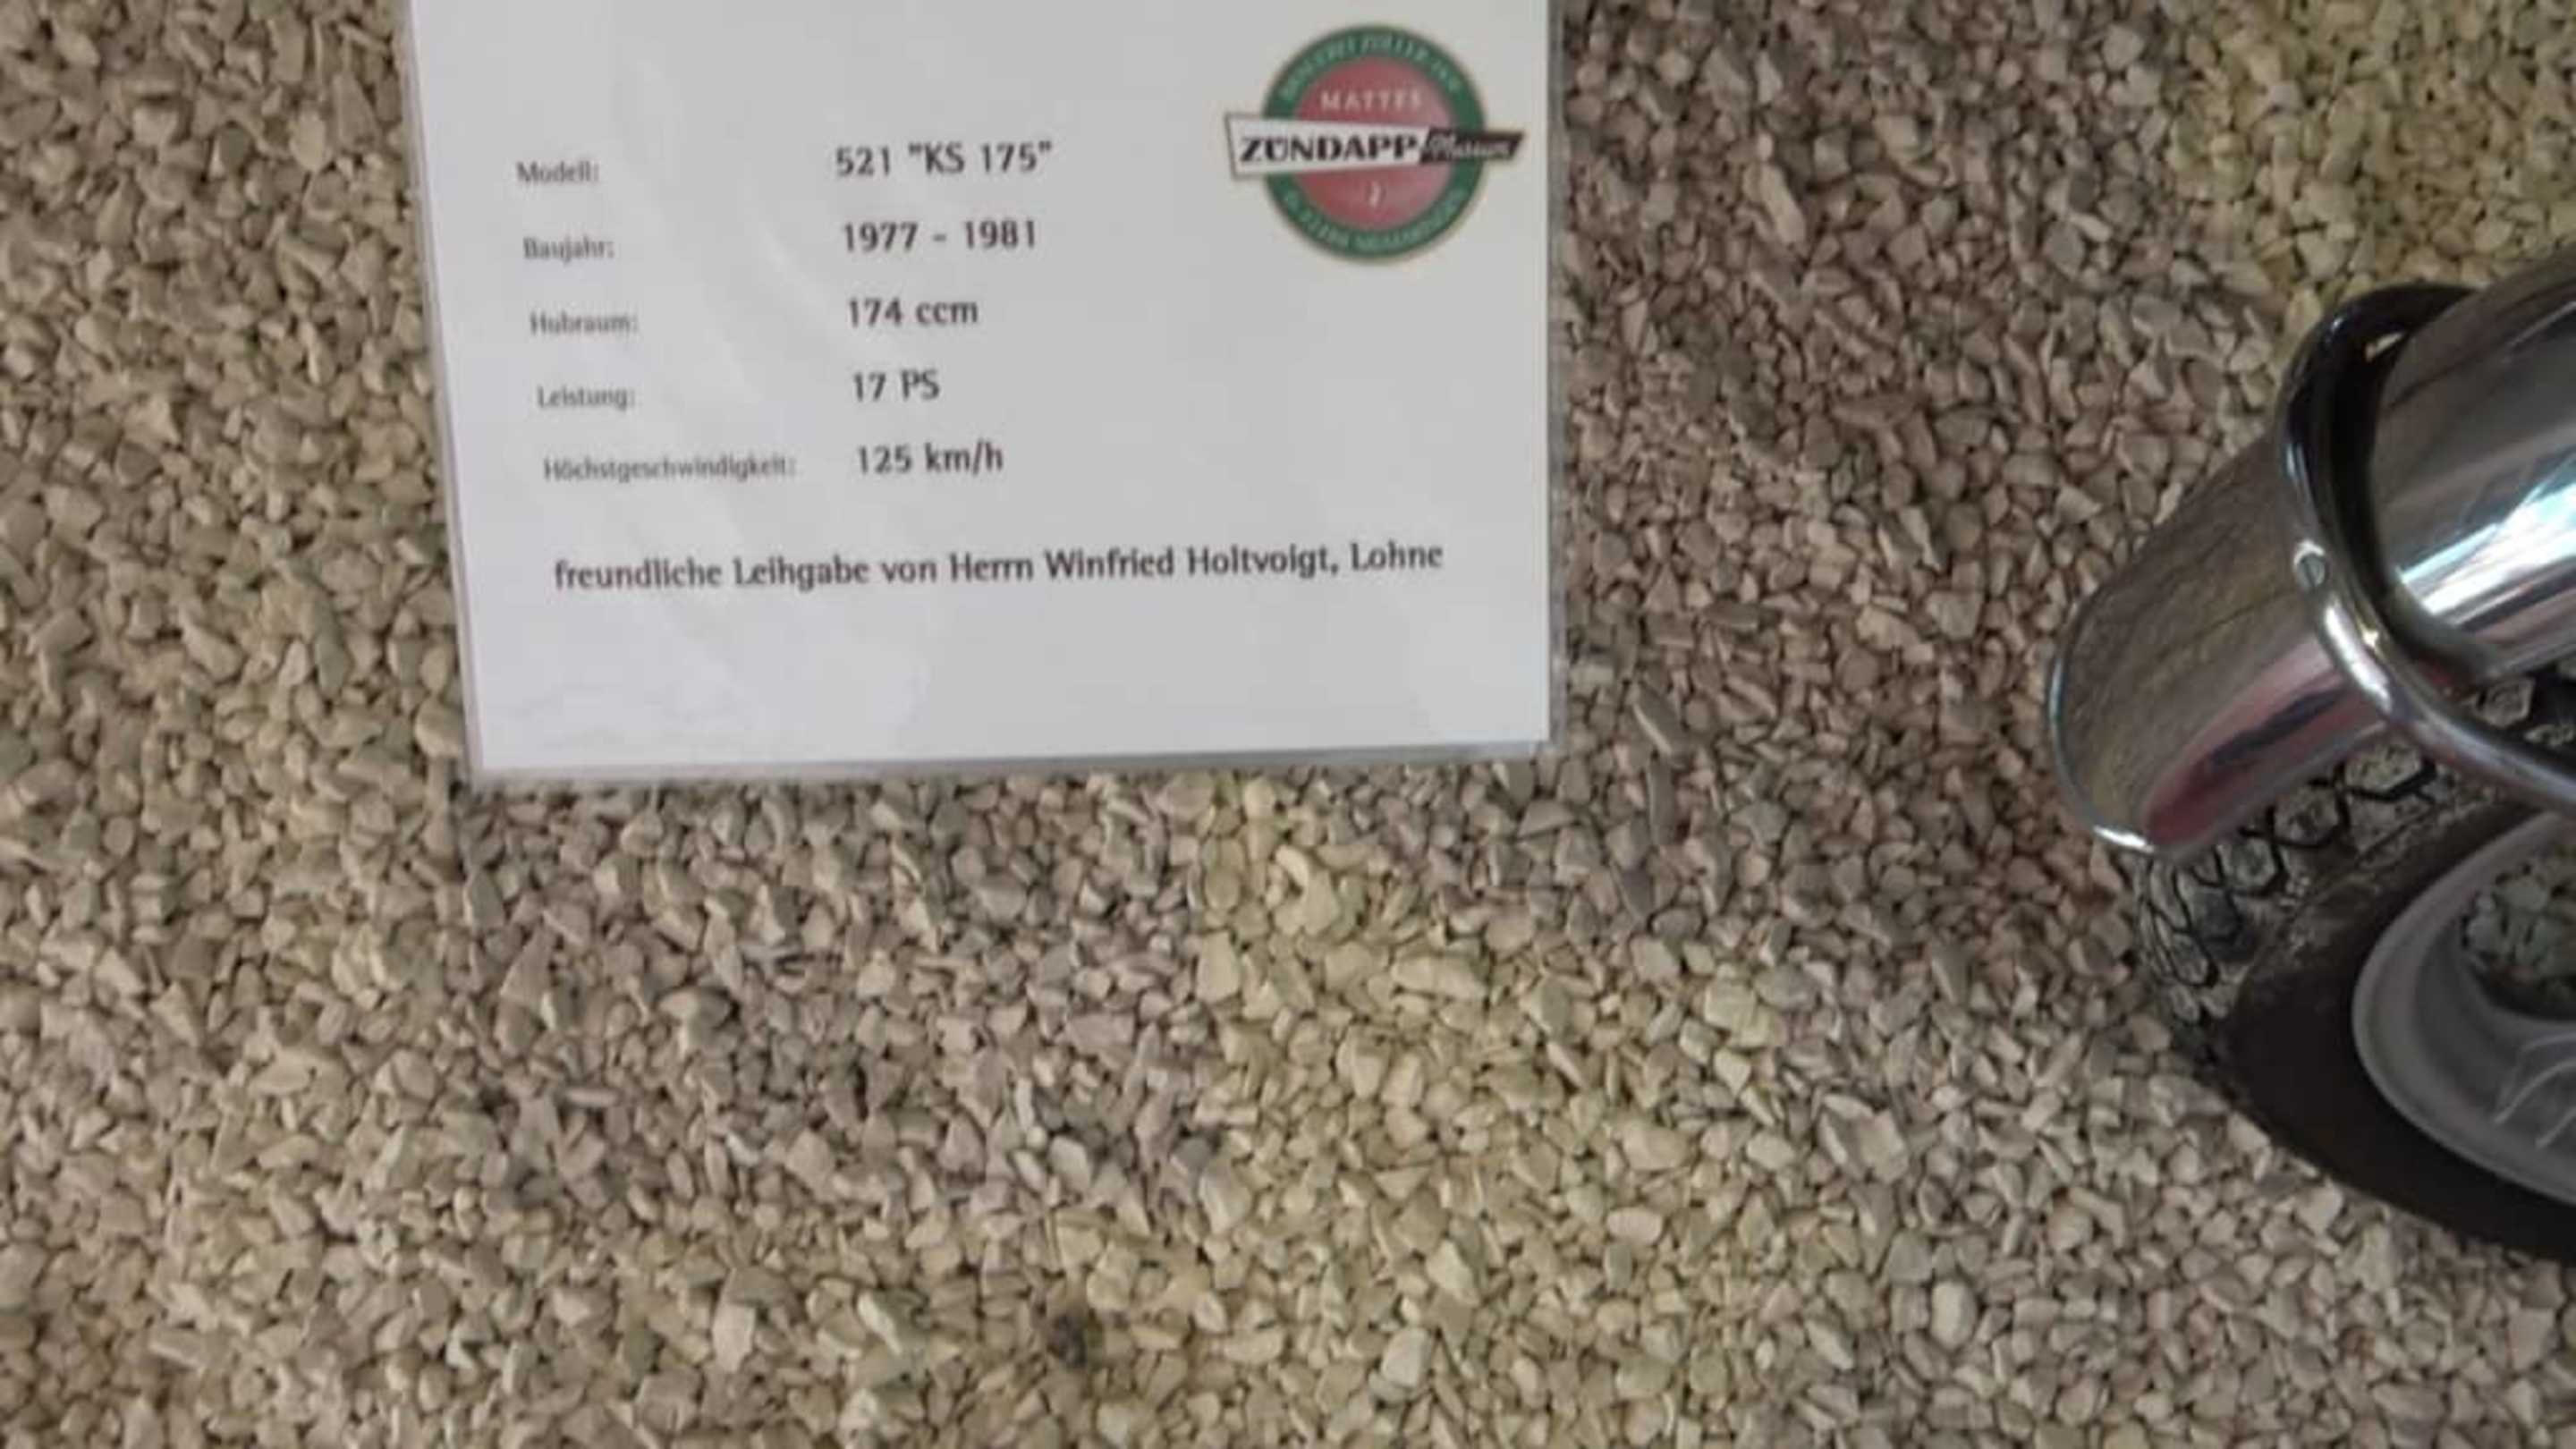 MATTES
ZÜNDAPP Museum
Modell: 521 "KS 175"
Baujahr: 1977 - 1981
Hubraum: 174 ccm
Leistung: 17 PS
Höchstgeschwindigkeit: 125 km/h
freundliche Leihgabe von Herrn Winfried Holtvoigt, Lohne